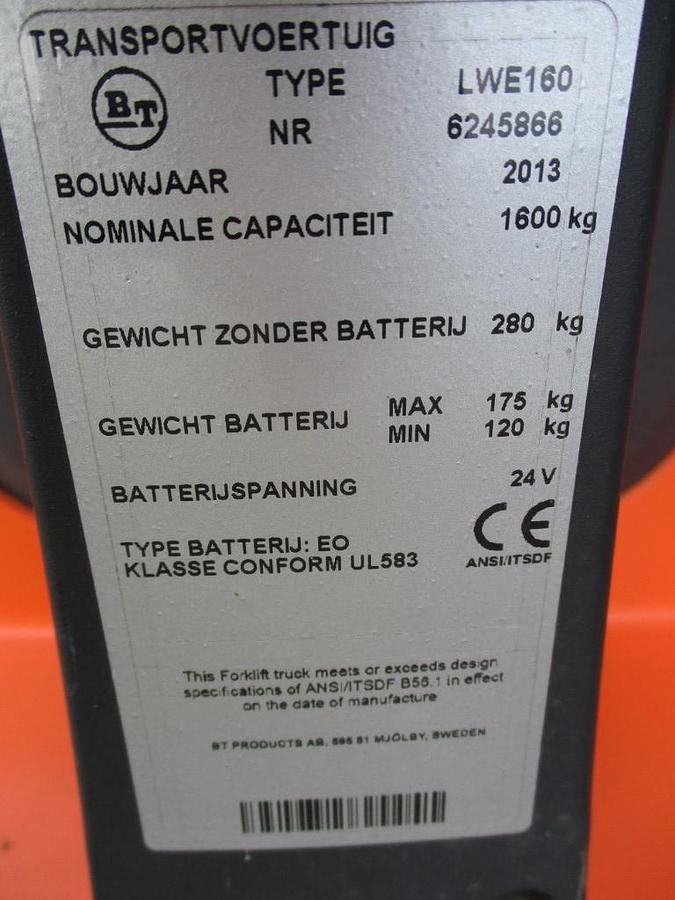 TRANSPORTVOERTUIG
BT
TYPE LWE160
NR 6245866
BOUWJAAR 2013
NOMINALE CAPACITEIT 1600 kg
GEWICHT ZONDER BATTERIJ 280 kg
GEWICHT BATTERIJ MAX 175 kg
MIN 120 kg
BATTERIJSPANNING 24 V
CE
TYPE BATTERIJ: EO
KLASSE CONFORM UL583
ANSI/ITSDF
This Forklift truck meets or exceeds design
specifications of ANSI/ITSDF B56.1 in effect
on the date of manufacture
BT PRODUCTS AB, 595 81 MJÖLBY, SWEDEN